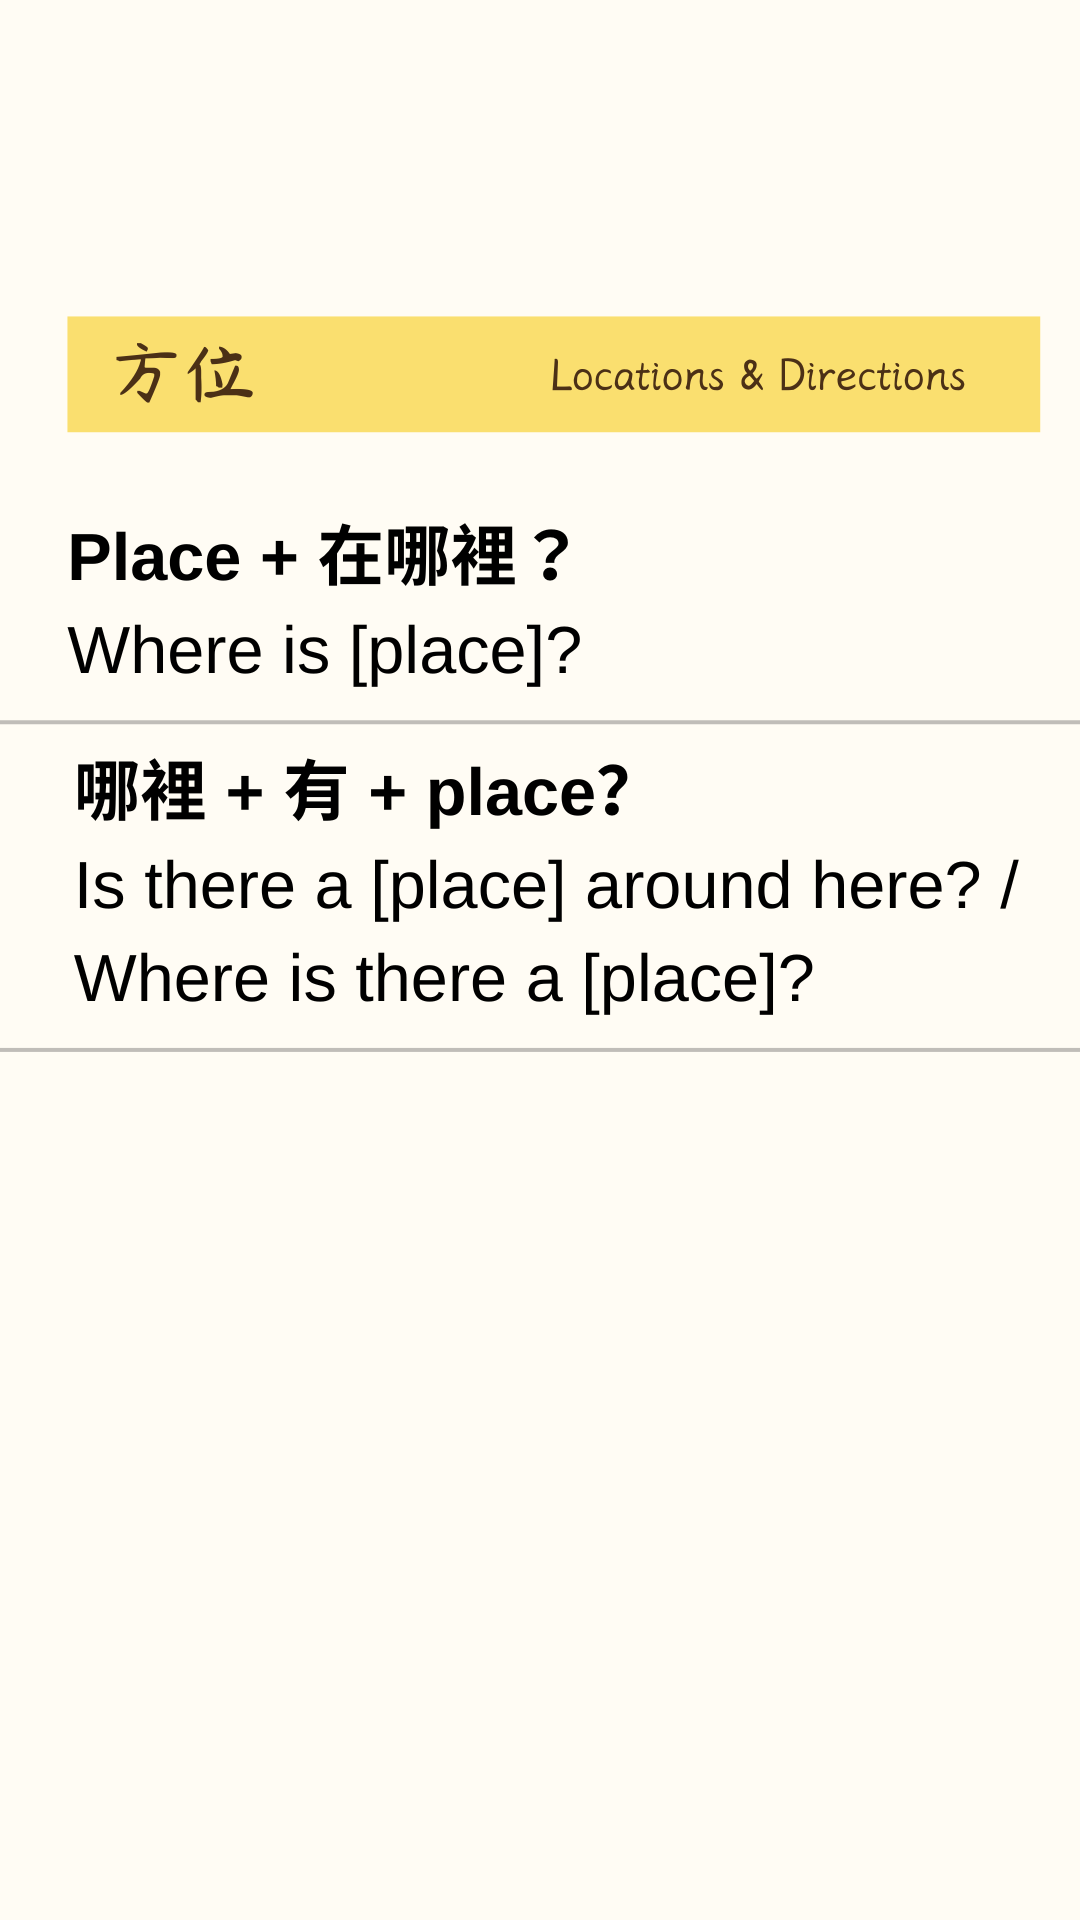 方位 Locations & Directions
Place + 在哪裡？
Where is [place]?
哪裡 + 有 + place？
Is there a [place] around here? /
Where is there a [place]?